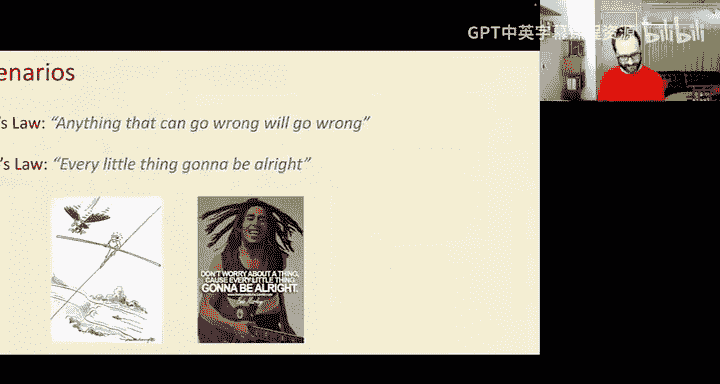 GPT中英字幕课程资源 bilibili
enarios
's Law: "Anything that can go wrong will go wrong"
's Law: "Every little thing gonna be alright"
DON'T WORRY ABOUT A THING,
CAUSE EVERY LITTLE THING
GONNA BE ALRIGHT.